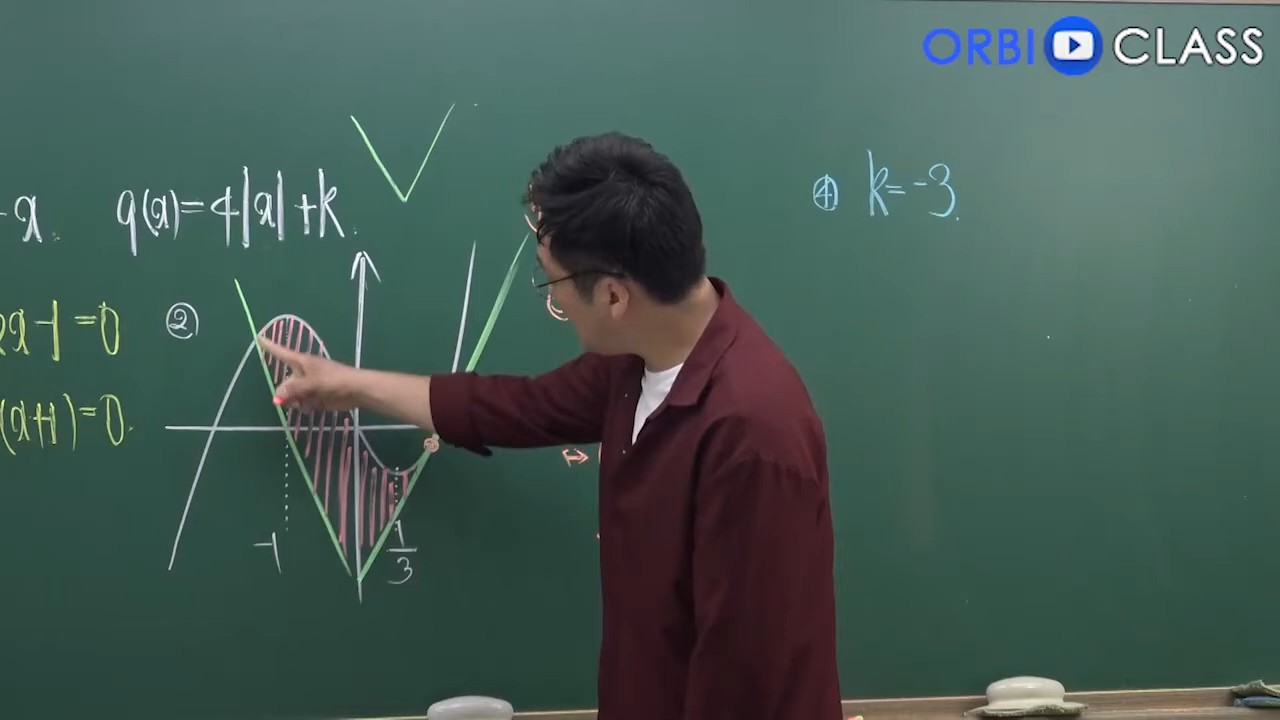 ORBI CLASS
④ k=-3.
-x. g(x)=4|x|+k.
2x-1=0
②
(x+1)=0.
-1
1/3